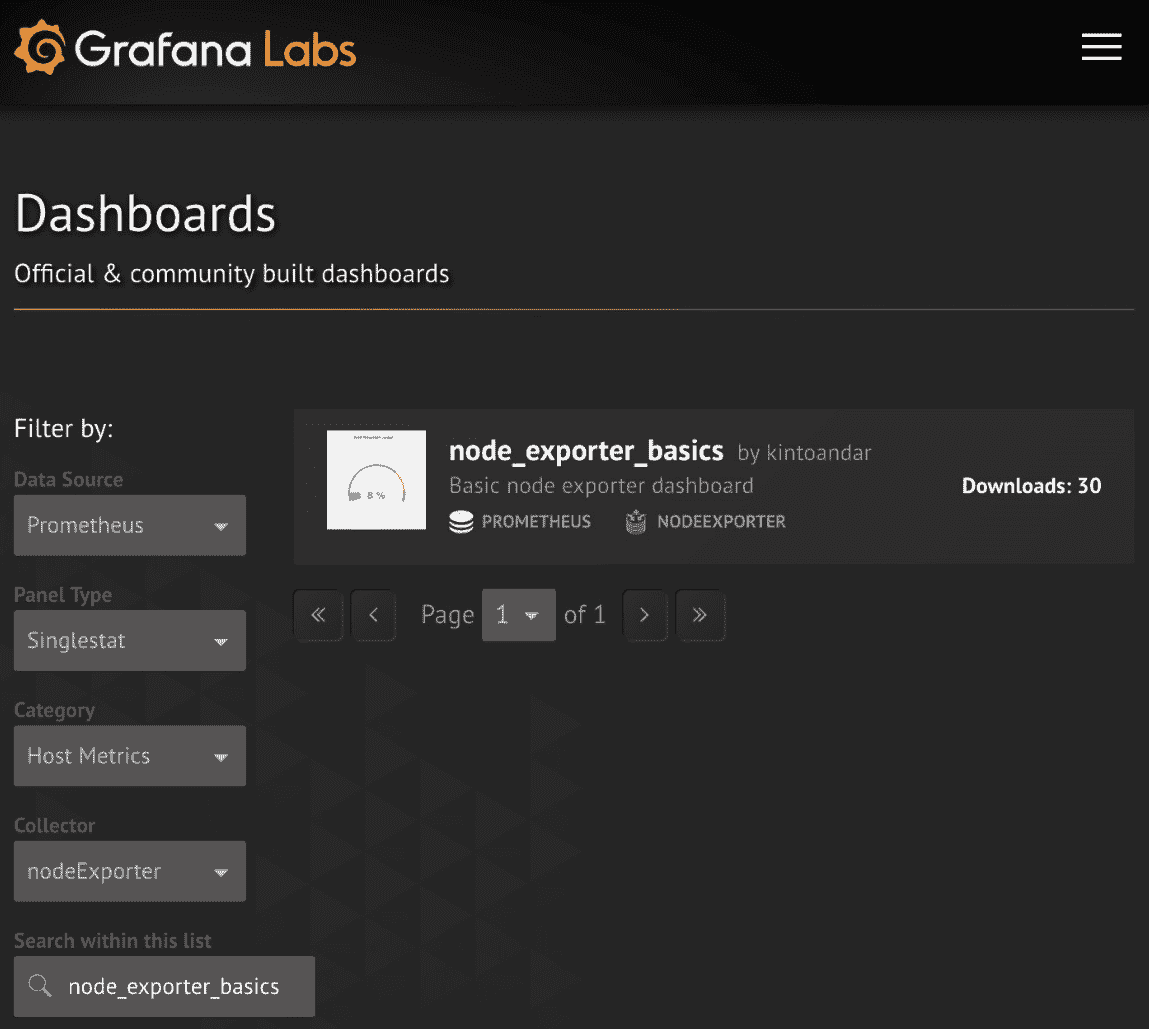 Grafana Labs
Dashboards
Official & community built dashboards
Filter by:
Data Source
Prometheus
Panel Type
Singlestat
Category
Host Metrics
Collector
nodeExporter
Search within this list
node_exporter_basics
8 %
node_exporter_basics by kintoandar
Basic node exporter dashboard
Downloads: 30
PROMETHEUS NODEEXPORTER
« ‹ Page 1 of 1 › »